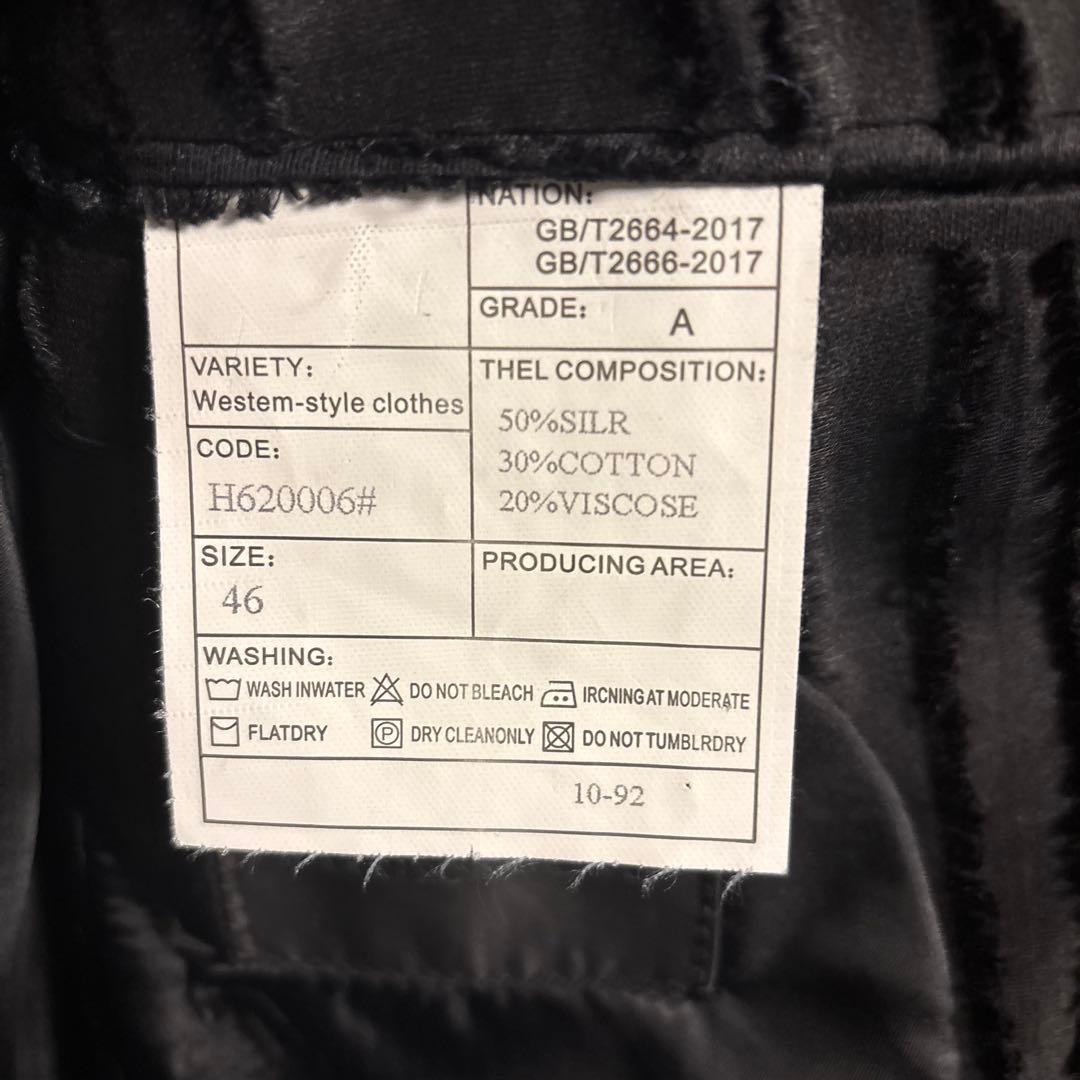 NATION:
GB/T2664-2017
GB/T2666-2017
GRADE: A
VARIETY:
Westem-style clothes
THEL COMPOSITION:
50%SILR
30%COTTON
20%VISCOSE
CODE:
H620006#
SIZE:
46
PRODUCING AREA:
WASHING:
WASH INWATER DO NOT BLEACH IRCNING AT MODERATE
FLATDRY P DRY CLEANONLY DO NOT TUMBLRDRY
10-92